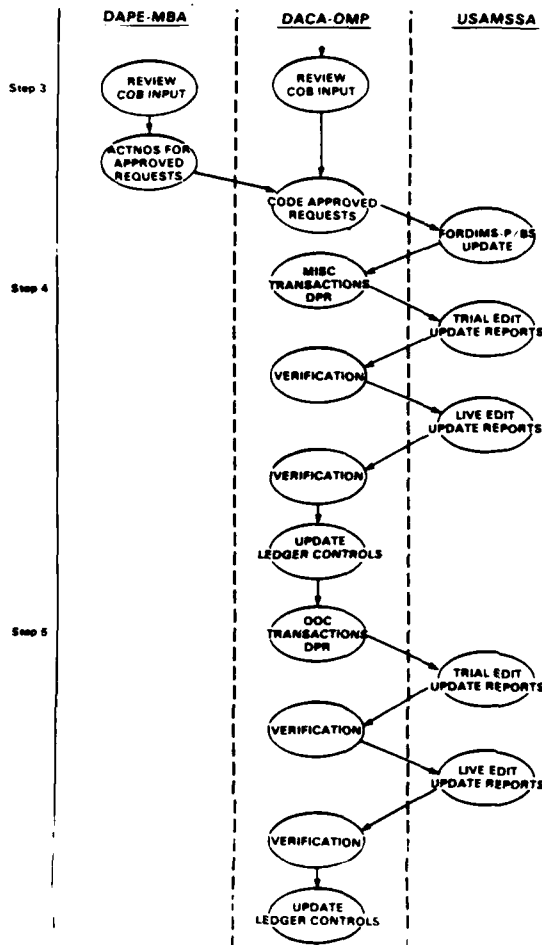 DAPE-MBA
DACA-OMP
USAMSSA
Step 3
REVIEW
COB INPUT
REVIEW
COB INPUT
ACTNOS FOR
APPROVED
REQUESTS
CODE APPROVED
REQUESTS
FORDIMS-P/BS
UPDATE
Step 4
MISC
TRANSACTIONS
DPR
TRIAL EDIT
UPDATE REPORTS
VERIFICATION
LIVE EDIT
UPDATE REPORTS
VERIFICATION
UPDATE
LEDGER CONTROLS
Step 5
OOC
TRANSACTIONS
DPR
TRIAL EDIT
UPDATE REPORTS
VERIFICATION
LIVE EDIT
UPDATE REPORTS
VERIFICATION
UPDATE
LEDGER CONTROLS